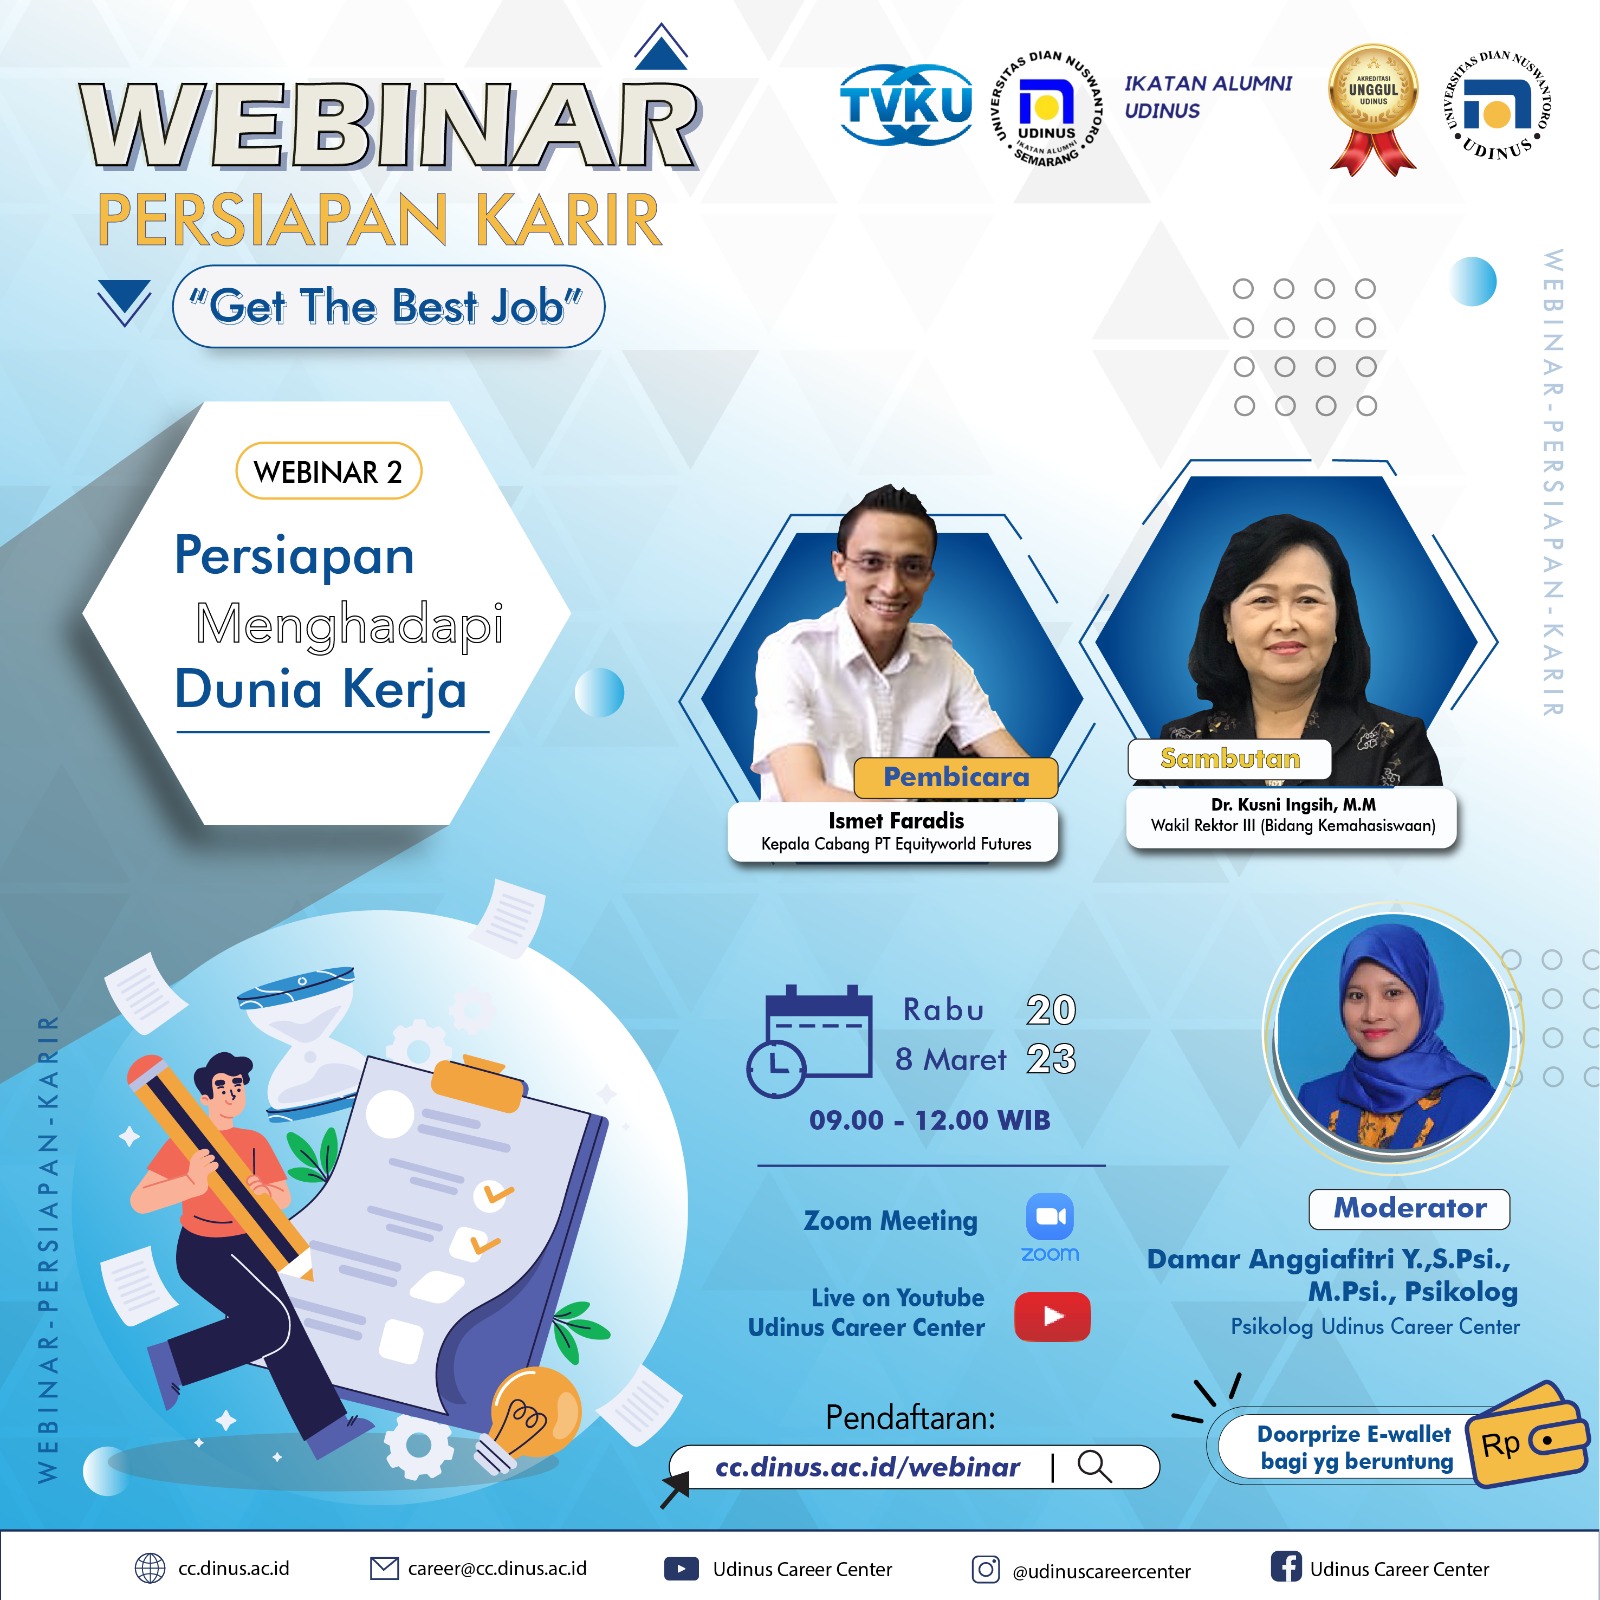 WEBINAR
PERSIAPAN KARIR
"Get The Best Job"
TVKU
UNIVERSITAS DIAN NUSWANTORO
UDINUS
IKATAN ALUMNI
SEMARANG
IKATAN ALUMNI
UDINUS
AKREDITASI
UNGGUL
UDINUS
UNIVERSITAS DIAN NUSWANTORO
UDINUS
WEBINAR-PERSIAPAN-KARIR
WEBINAR 2
Persiapan
Menghadapi
Dunia Kerja
Pembicara
Ismet Faradis
Kepala Cabang PT Equityworld Futures
Sambutan
Dr. Kusni Ingsih, M.M
Wakil Rektor III (Bidang Kemahasiswaan)
WEBINAR-PERSIAPAN-KARIR
Rabu 20
8 Maret 23
09.00 - 12.00 WIB
Zoom Meeting
zoom
Live on Youtube
Udinus Career Center
Moderator
Damar Anggiafitri Y.,S.Psi.,
M.Psi., Psikolog
Psikolog Udinus Career Center
Pendaftaran:
cc.dinus.ac.id/webinar
Doorprize E-wallet
bagi yg beruntung
Rp
cc.dinus.ac.id
career@cc.dinus.ac.id
Udinus Career Center
@udinuscareercenter
Udinus Career Center